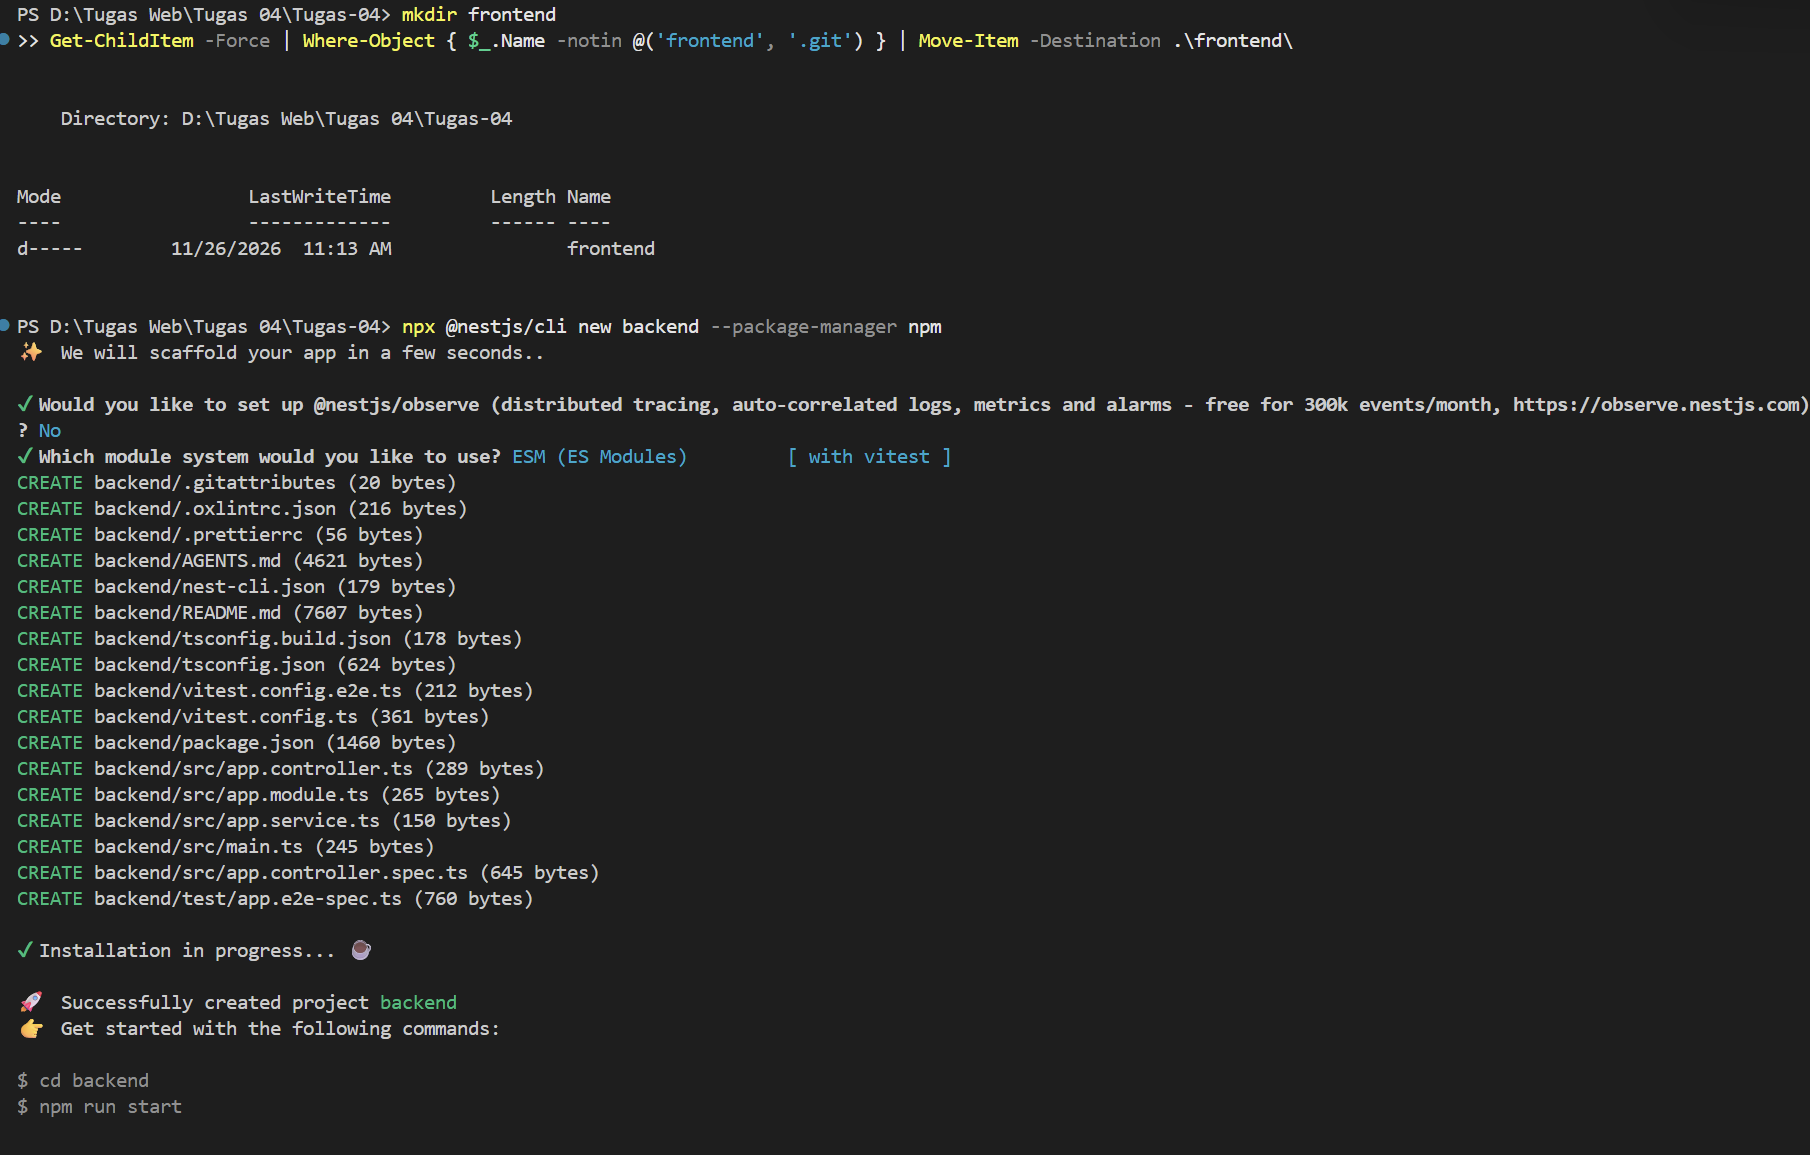 PS D:\Tugas Web\Tugas 04\Tugas-04> mkdir frontend
>> Get-ChildItem -Force | Where-Object { $_.Name -notin @('frontend', '.git') } | Move-Item -Destination .\frontend\
Directory: D:\Tugas Web\Tugas 04\Tugas-04
Mode                 LastWriteTime         Length Name
----                 -------------         ------ ----
d-----        11/26/2026  11:13 AM                frontend
PS D:\Tugas Web\Tugas 04\Tugas-04> npx @nestjs/cli new backend --package-manager npm
✨ We will scaffold your app in a few seconds..
✓ Would you like to set up @nestjs/observe (distributed tracing, auto-correlated logs, metrics and alarms - free for 300k events/month, https://observe.nestjs.com)
? No
✓ Which module system would you like to use? ESM (ES Modules)         [ with vitest ]
CREATE backend/.gitattributes (20 bytes)
CREATE backend/.oxlintrc.json (216 bytes)
CREATE backend/.prettierrc (56 bytes)
CREATE backend/AGENTS.md (4621 bytes)
CREATE backend/nest-cli.json (179 bytes)
CREATE backend/README.md (7607 bytes)
CREATE backend/tsconfig.build.json (178 bytes)
CREATE backend/tsconfig.json (624 bytes)
CREATE backend/vitest.config.e2e.ts (212 bytes)
CREATE backend/vitest.config.ts (361 bytes)
CREATE backend/package.json (1460 bytes)
CREATE backend/src/app.controller.ts (289 bytes)
CREATE backend/src/app.module.ts (265 bytes)
CREATE backend/src/app.service.ts (150 bytes)
CREATE backend/src/main.ts (245 bytes)
CREATE backend/src/app.controller.spec.ts (645 bytes)
CREATE backend/test/app.e2e-spec.ts (760 bytes)
✓ Installation in progress... ☕
🚀 Successfully created project backend
👉 Get started with the following commands:
$ cd backend
$ npm run start